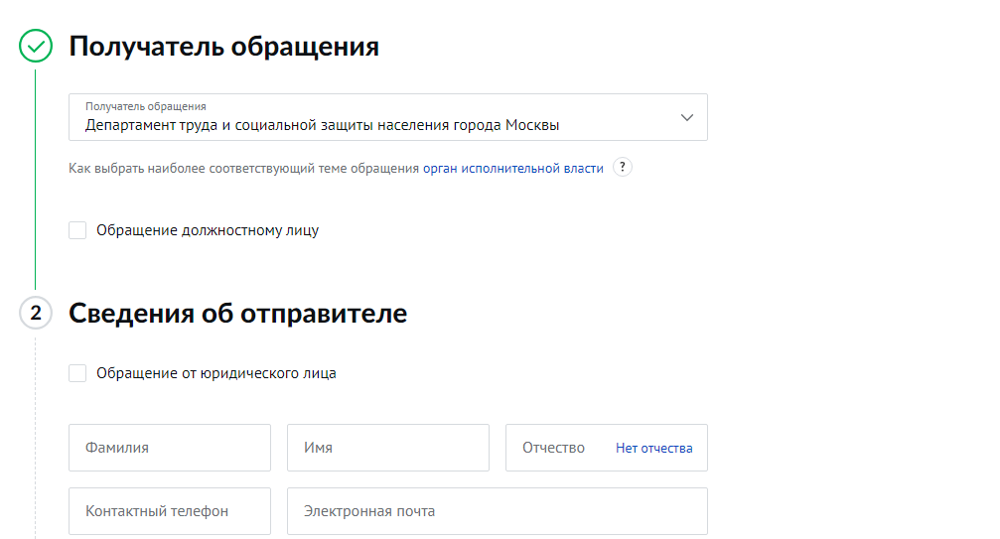 Получатель обращения
Получатель обращения
Департамент труда и социальной защиты населения города Москвы
Как выбрать наиболее соответствующий теме обращения орган исполнительной власти ?
Обращение должностному лицу
2 Сведения об отправителе
Обращение от юридического лица
Фамилия Имя Отчество Нет отчества
Контактный телефон Электронная почта